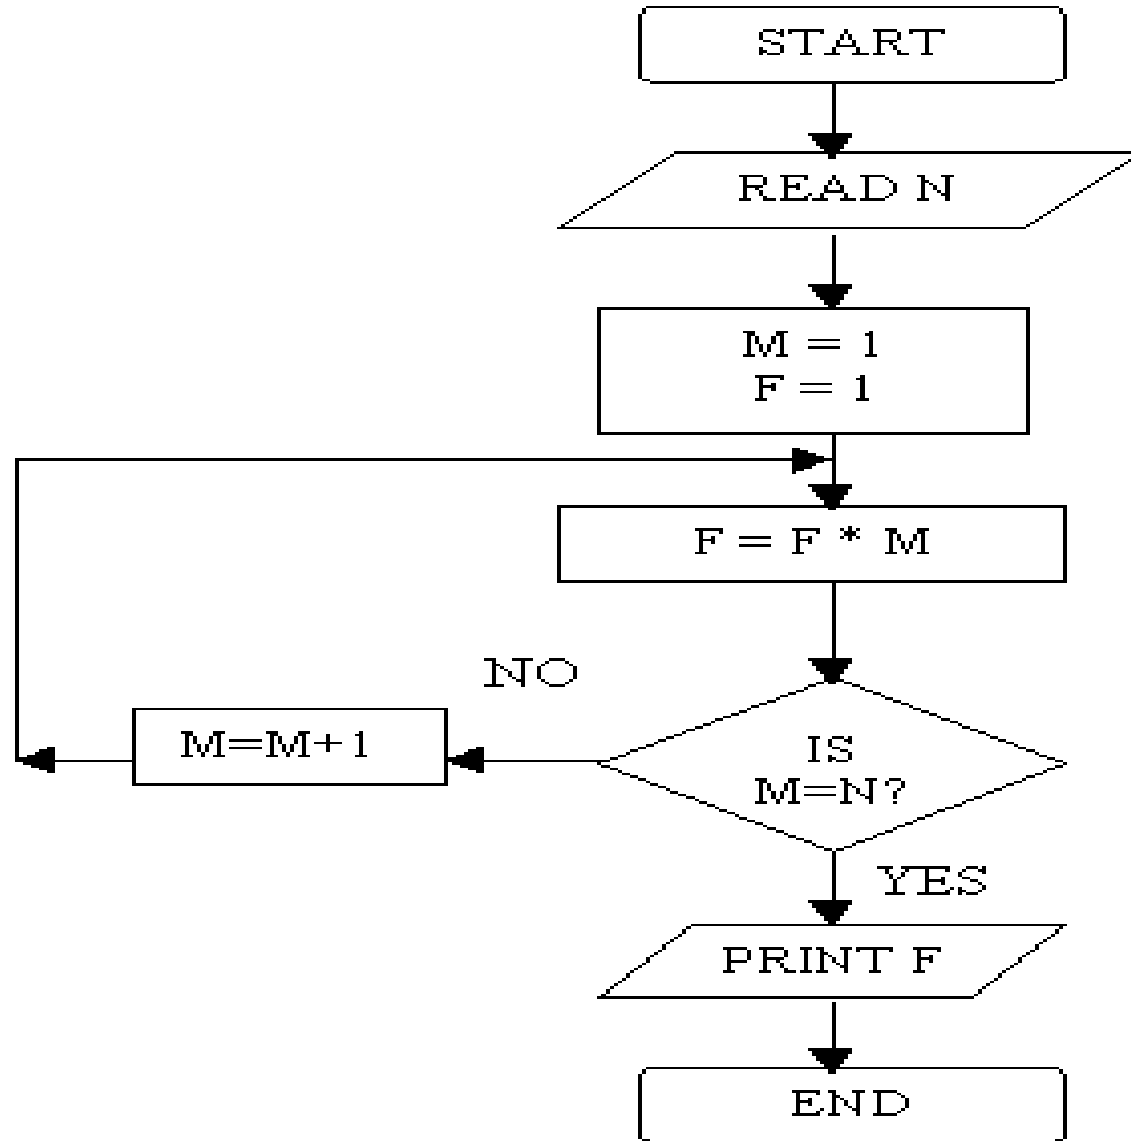 START
READ N
M = 1
F = 1
F = F * M
NO
M=M+1
IS
M=N?
YES
PRINT F
END